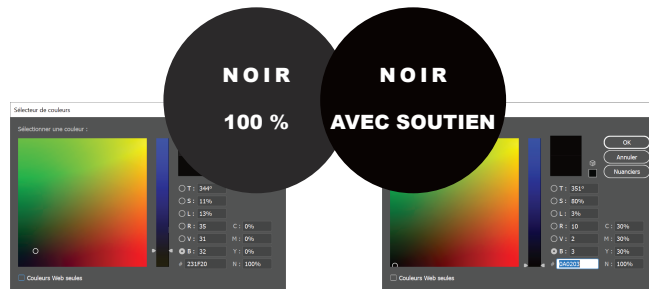 NOIR
100 %
NOIR
AVEC SOUTIEN
Sélecteur de couleurs
Sélectionner une couleur :
T : 344°
S : 11%
L : 13%
R : 35
V : 31
B : 32
# 231F20
C : 0%
M : 0%
Y : 0%
N : 100%
Couleurs Web seules
OK
Annuler
Nuanciers
T : 351°
S : 80%
L : 3%
R : 10
V : 2
B : 3
# 0A0203
C : 30%
M : 30%
Y : 30%
N : 100%
Couleurs Web seules